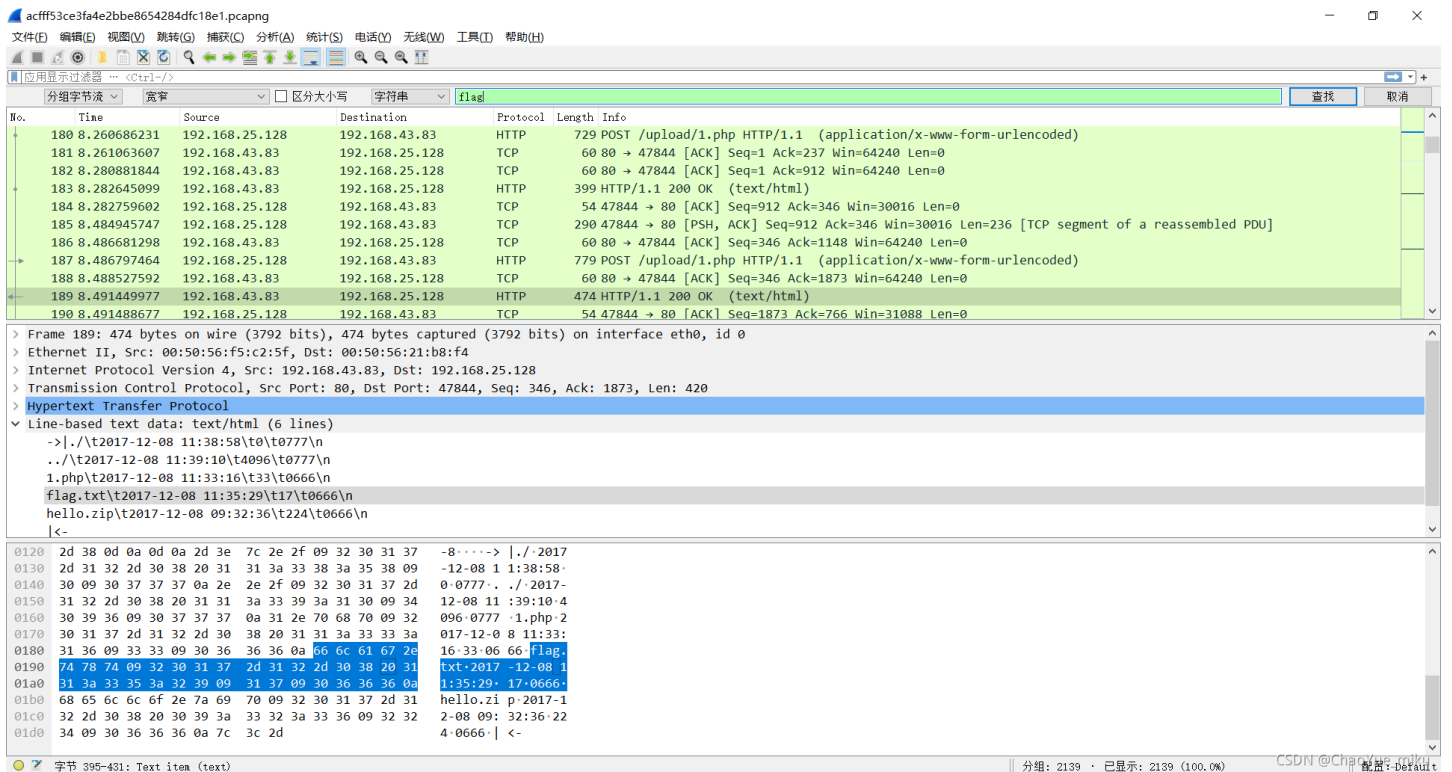 acfff53ce3fa4e2bbe8654284dfc18e1.pcapng
文件(F) 编辑(E) 视图(V) 跳转(G) 捕获(C) 分析(A) 统计(S) 电话(Y) 无线(W) 工具(T) 帮助(H)
应用显示过滤器 … <Ctrl-/>
分组字节流 宽窄 区分大小写 字符串 flag 查找 取消
No. Time Source Destination Protocol Length Info
180 8.260686231 192.168.25.128 192.168.43.83 HTTP 729 POST /upload/1.php HTTP/1.1 (application/x-www-form-urlencoded)
181 8.261063607 192.168.43.83 192.168.25.128 TCP 60 80 → 47844 [ACK] Seq=1 Ack=237 Win=64240 Len=0
182 8.280881844 192.168.43.83 192.168.25.128 TCP 60 80 → 47844 [ACK] Seq=1 Ack=912 Win=64240 Len=0
183 8.282645099 192.168.43.83 192.168.25.128 HTTP 399 HTTP/1.1 200 OK (text/html)
184 8.282759602 192.168.25.128 192.168.43.83 TCP 54 47844 → 80 [ACK] Seq=912 Ack=346 Win=30016 Len=0
185 8.484945747 192.168.25.128 192.168.43.83 TCP 290 47844 → 80 [PSH, ACK] Seq=912 Ack=346 Win=30016 Len=236 [TCP segment of a reassembled PDU]
186 8.486681298 192.168.43.83 192.168.25.128 TCP 60 80 → 47844 [ACK] Seq=346 Ack=1148 Win=64240 Len=0
187 8.486797464 192.168.25.128 192.168.43.83 HTTP 779 POST /upload/1.php HTTP/1.1 (application/x-www-form-urlencoded)
188 8.488527592 192.168.43.83 192.168.25.128 TCP 60 80 → 47844 [ACK] Seq=346 Ack=1873 Win=64240 Len=0
189 8.491449977 192.168.43.83 192.168.25.128 HTTP 474 HTTP/1.1 200 OK (text/html)
190 8.491488677 192.168.25.128 192.168.43.83 TCP 54 47844 → 80 [ACK] Seq=1873 Ack=766 Win=31088 Len=0
Frame 189: 474 bytes on wire (3792 bits), 474 bytes captured (3792 bits) on interface eth0, id 0
Ethernet II, Src: 00:50:56:f5:c2:5f, Dst: 00:50:56:21:b8:f4
Internet Protocol Version 4, Src: 192.168.43.83, Dst: 192.168.25.128
Transmission Control Protocol, Src Port: 80, Dst Port: 47844, Seq: 346, Ack: 1873, Len: 420
Hypertext Transfer Protocol
Line-based text data: text/html (6 lines)
->|./\t2017-12-08 11:38:58\t0\t0777\n
../\t2017-12-08 11:39:10\t4096\t0777\n
1.php\t2017-12-08 11:33:16\t33\t0666\n
flag.txt\t2017-12-08 11:35:29\t17\t0666\n
hello.zip\t2017-12-08 09:32:36\t224\t0666\n
|<-
0120 2d 38 0d 0a 0d 0a 2d 3e 7c 2e 2f 09 32 30 31 37 -8····-> |./·2017
0130 2d 31 32 2d 30 38 20 31 31 3a 33 38 3a 35 38 09 -12-08 1 1:38:58·
0140 30 09 30 37 37 37 0a 2e 2e 2f 09 32 30 31 37 2d 0·0777·. ./·2017-
0150 31 32 2d 30 38 20 31 31 3a 33 39 3a 31 30 09 34 12-08 11 :39:10·4
0160 30 39 36 09 30 37 37 37 0a 31 2e 70 68 70 09 32 096·0777 ·1.php·2
0170 30 31 37 2d 31 32 2d 30 38 20 31 31 3a 33 33 3a 017-12-0 8 11:33:
0180 31 36 09 33 33 09 30 36 36 36 0a 66 6c 61 67 2e 16·33·06 66·flag.
0190 74 78 74 09 32 30 31 37 2d 31 32 2d 30 38 20 31 txt·2017 -12-08 1
01a0 31 3a 33 35 3a 32 39 09 31 37 09 30 36 36 36 0a 1:35:29· 17·0666·
01b0 68 65 6c 6c 6f 2e 7a 69 70 09 32 30 31 37 2d 31 hello.zi p·2017-1
01c0 32 2d 30 38 20 30 39 3a 33 32 3a 33 36 09 32 32 2-08 09: 32:36·22
01d0 34 09 30 36 36 36 0a 7c 3c 2d 4·0666·| <-
字节 395-431: Text item (text) 分组: 2139 · 已显示: 2139 (100.0%) 配置: Default
CSDN @ChaoYue_miku